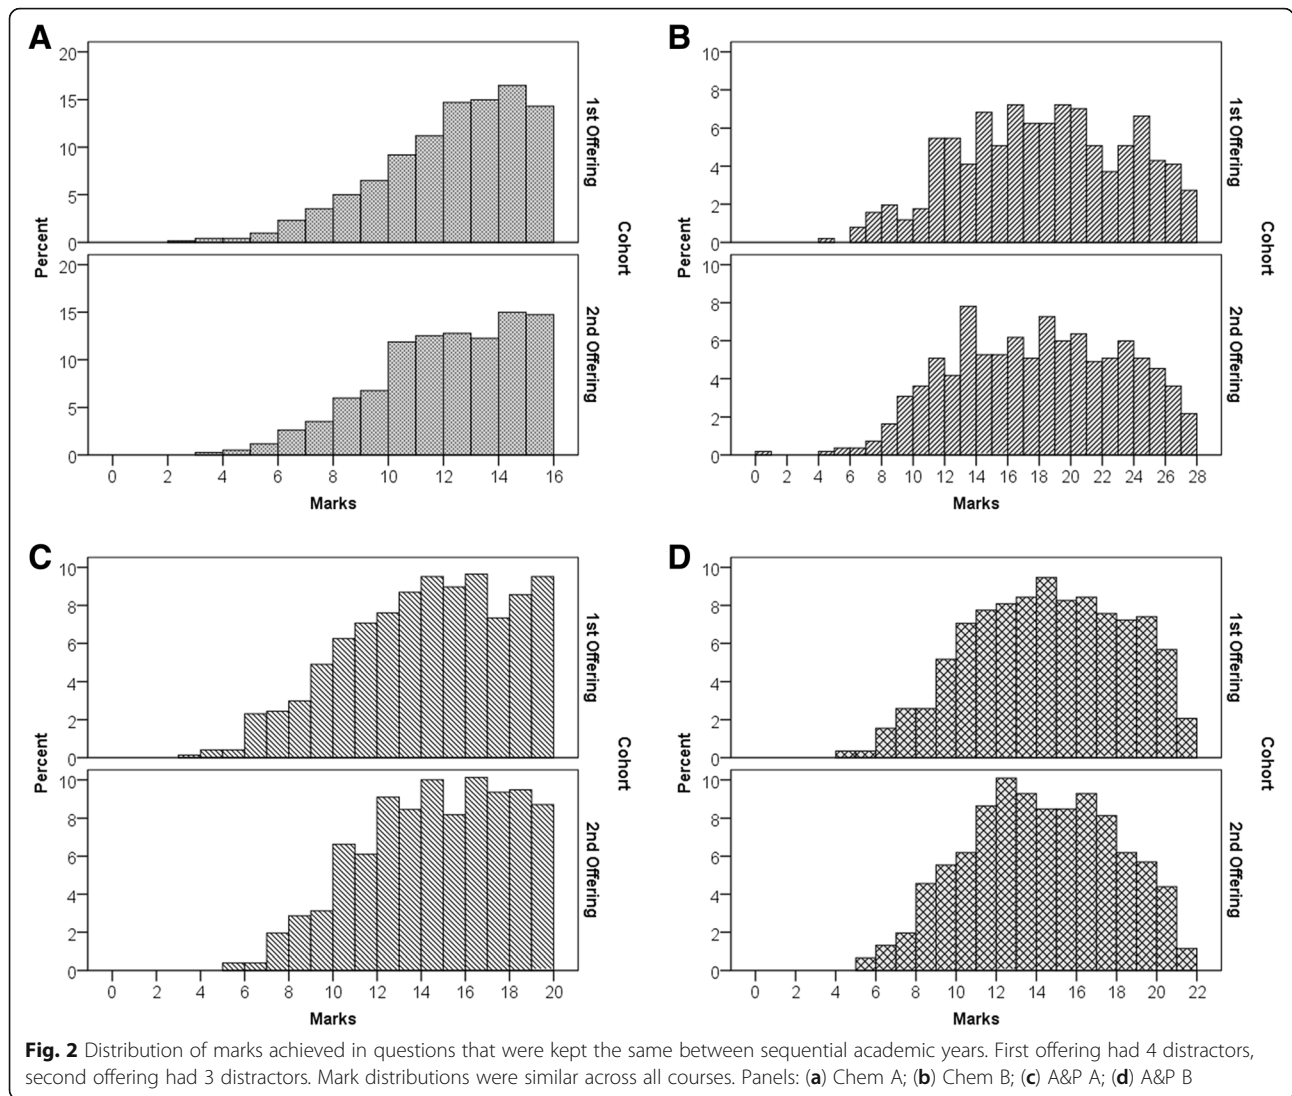 A
20
15
10
5
0
1st Offering
20
15
10
5
0
2nd Offering
Percent
Cohort
0 2 4 6 8 10 12 14 16
Marks
B
10
8
6
4
2
0
1st Offering
10
8
6
4
2
0
2nd Offering
Percent
Cohort
0 2 4 6 8 10 12 14 16 18 20 22 24 26 28
Marks
C
10
8
6
4
2
0
1st Offering
10
8
6
4
2
0
2nd Offering
Percent
Cohort
0 2 4 6 8 10 12 14 16 18 20
Marks
D
10
8
6
4
2
0
1st Offering
10
8
6
4
2
0
2nd Offering
Percent
Cohort
0 2 4 6 8 10 12 14 16 18 20 22
Marks
Fig. 2 Distribution of marks achieved in questions that were kept the same between sequential academic years. First offering had 4 distractors,
second offering had 3 distractors. Mark distributions were similar across all courses. Panels: (a) Chem A; (b) Chem B; (c) A&P A; (d) A&P B